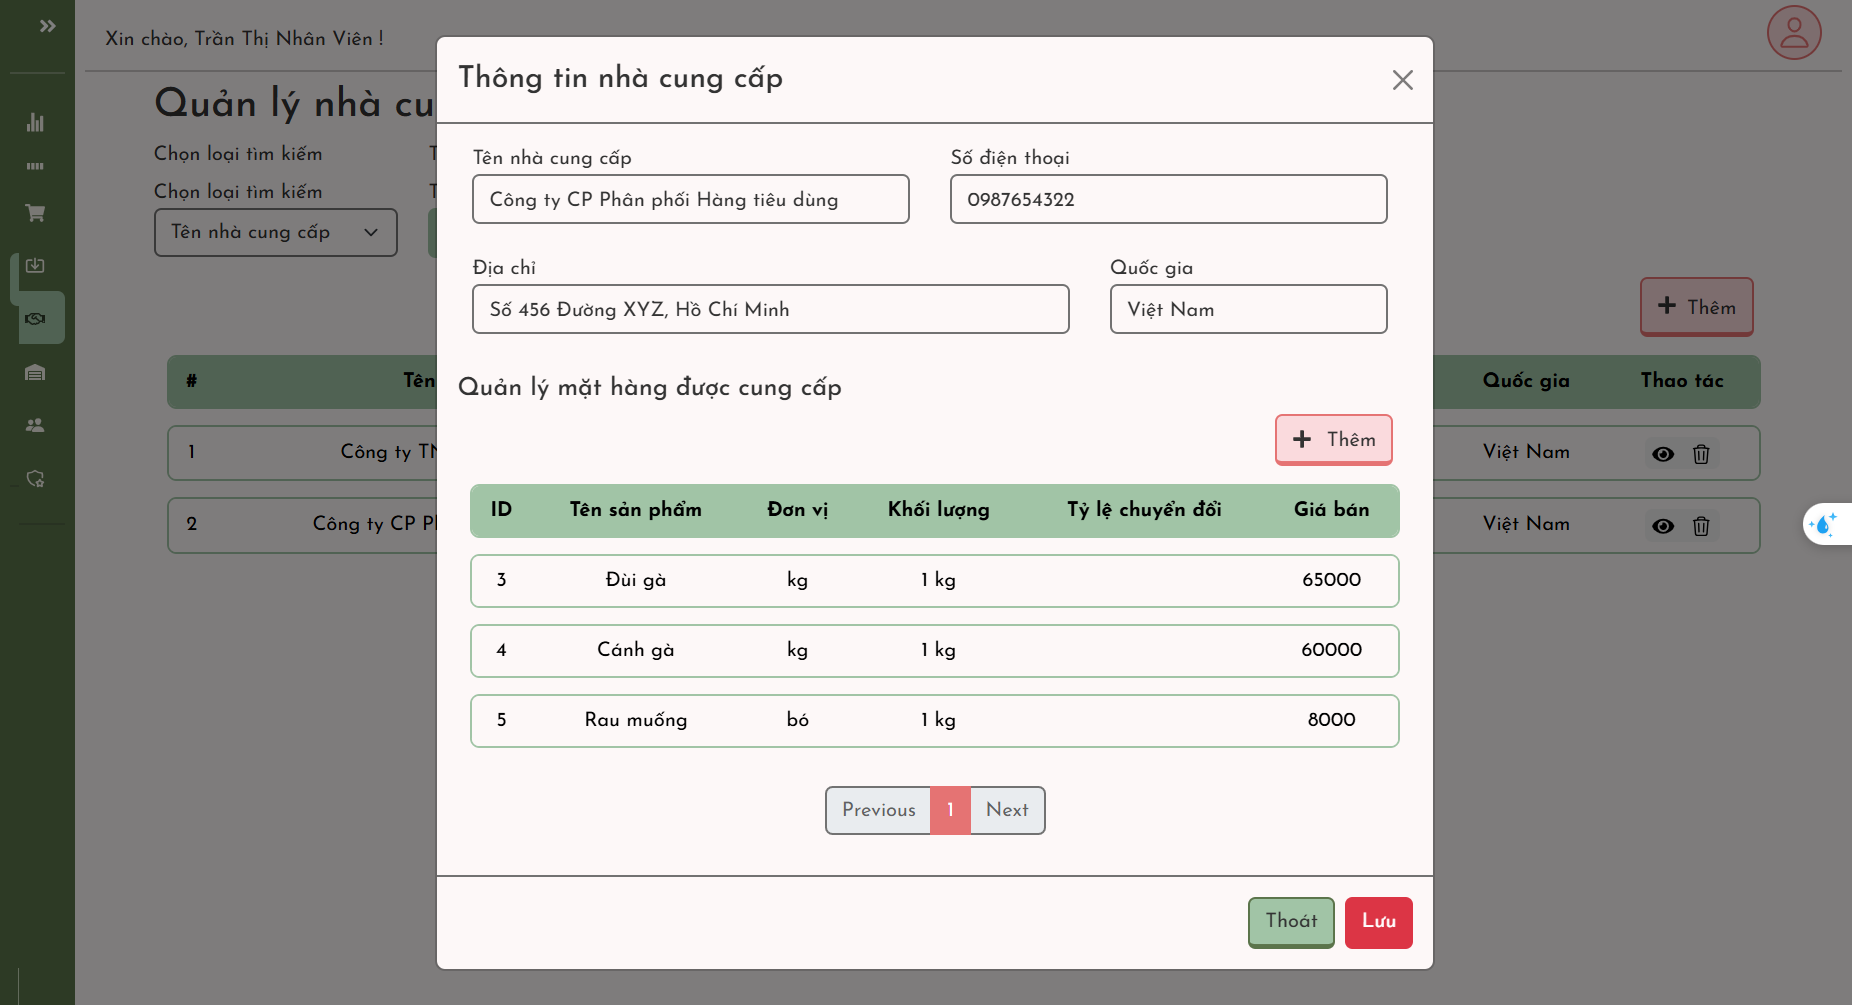 Xin chào, Trần Thị Nhân Viên !
Quản lý nhà cu
Chọn loại tìm kiếm
Chọn loại tìm kiếm
Tên nhà cung cấp
Thêm
# Tên Quốc gia Thao tác
1 Công ty TN Việt Nam
2 Công ty CP Ph Việt Nam
Thông tin nhà cung cấp
Tên nhà cung cấp Số điện thoại
Công ty CP Phân phối Hàng tiêu dùng 0987654322
Địa chỉ Quốc gia
Số 456 Đường XYZ, Hồ Chí Minh Việt Nam
Quản lý mặt hàng được cung cấp
Thêm
ID Tên sản phẩm Đơn vị Khối lượng Tỷ lệ chuyển đổi Giá bán
3 Đùi gà kg 1 kg 65000
4 Cánh gà kg 1 kg 60000
5 Rau muống bó 1 kg 8000
Previous 1 Next
Thoát Lưu